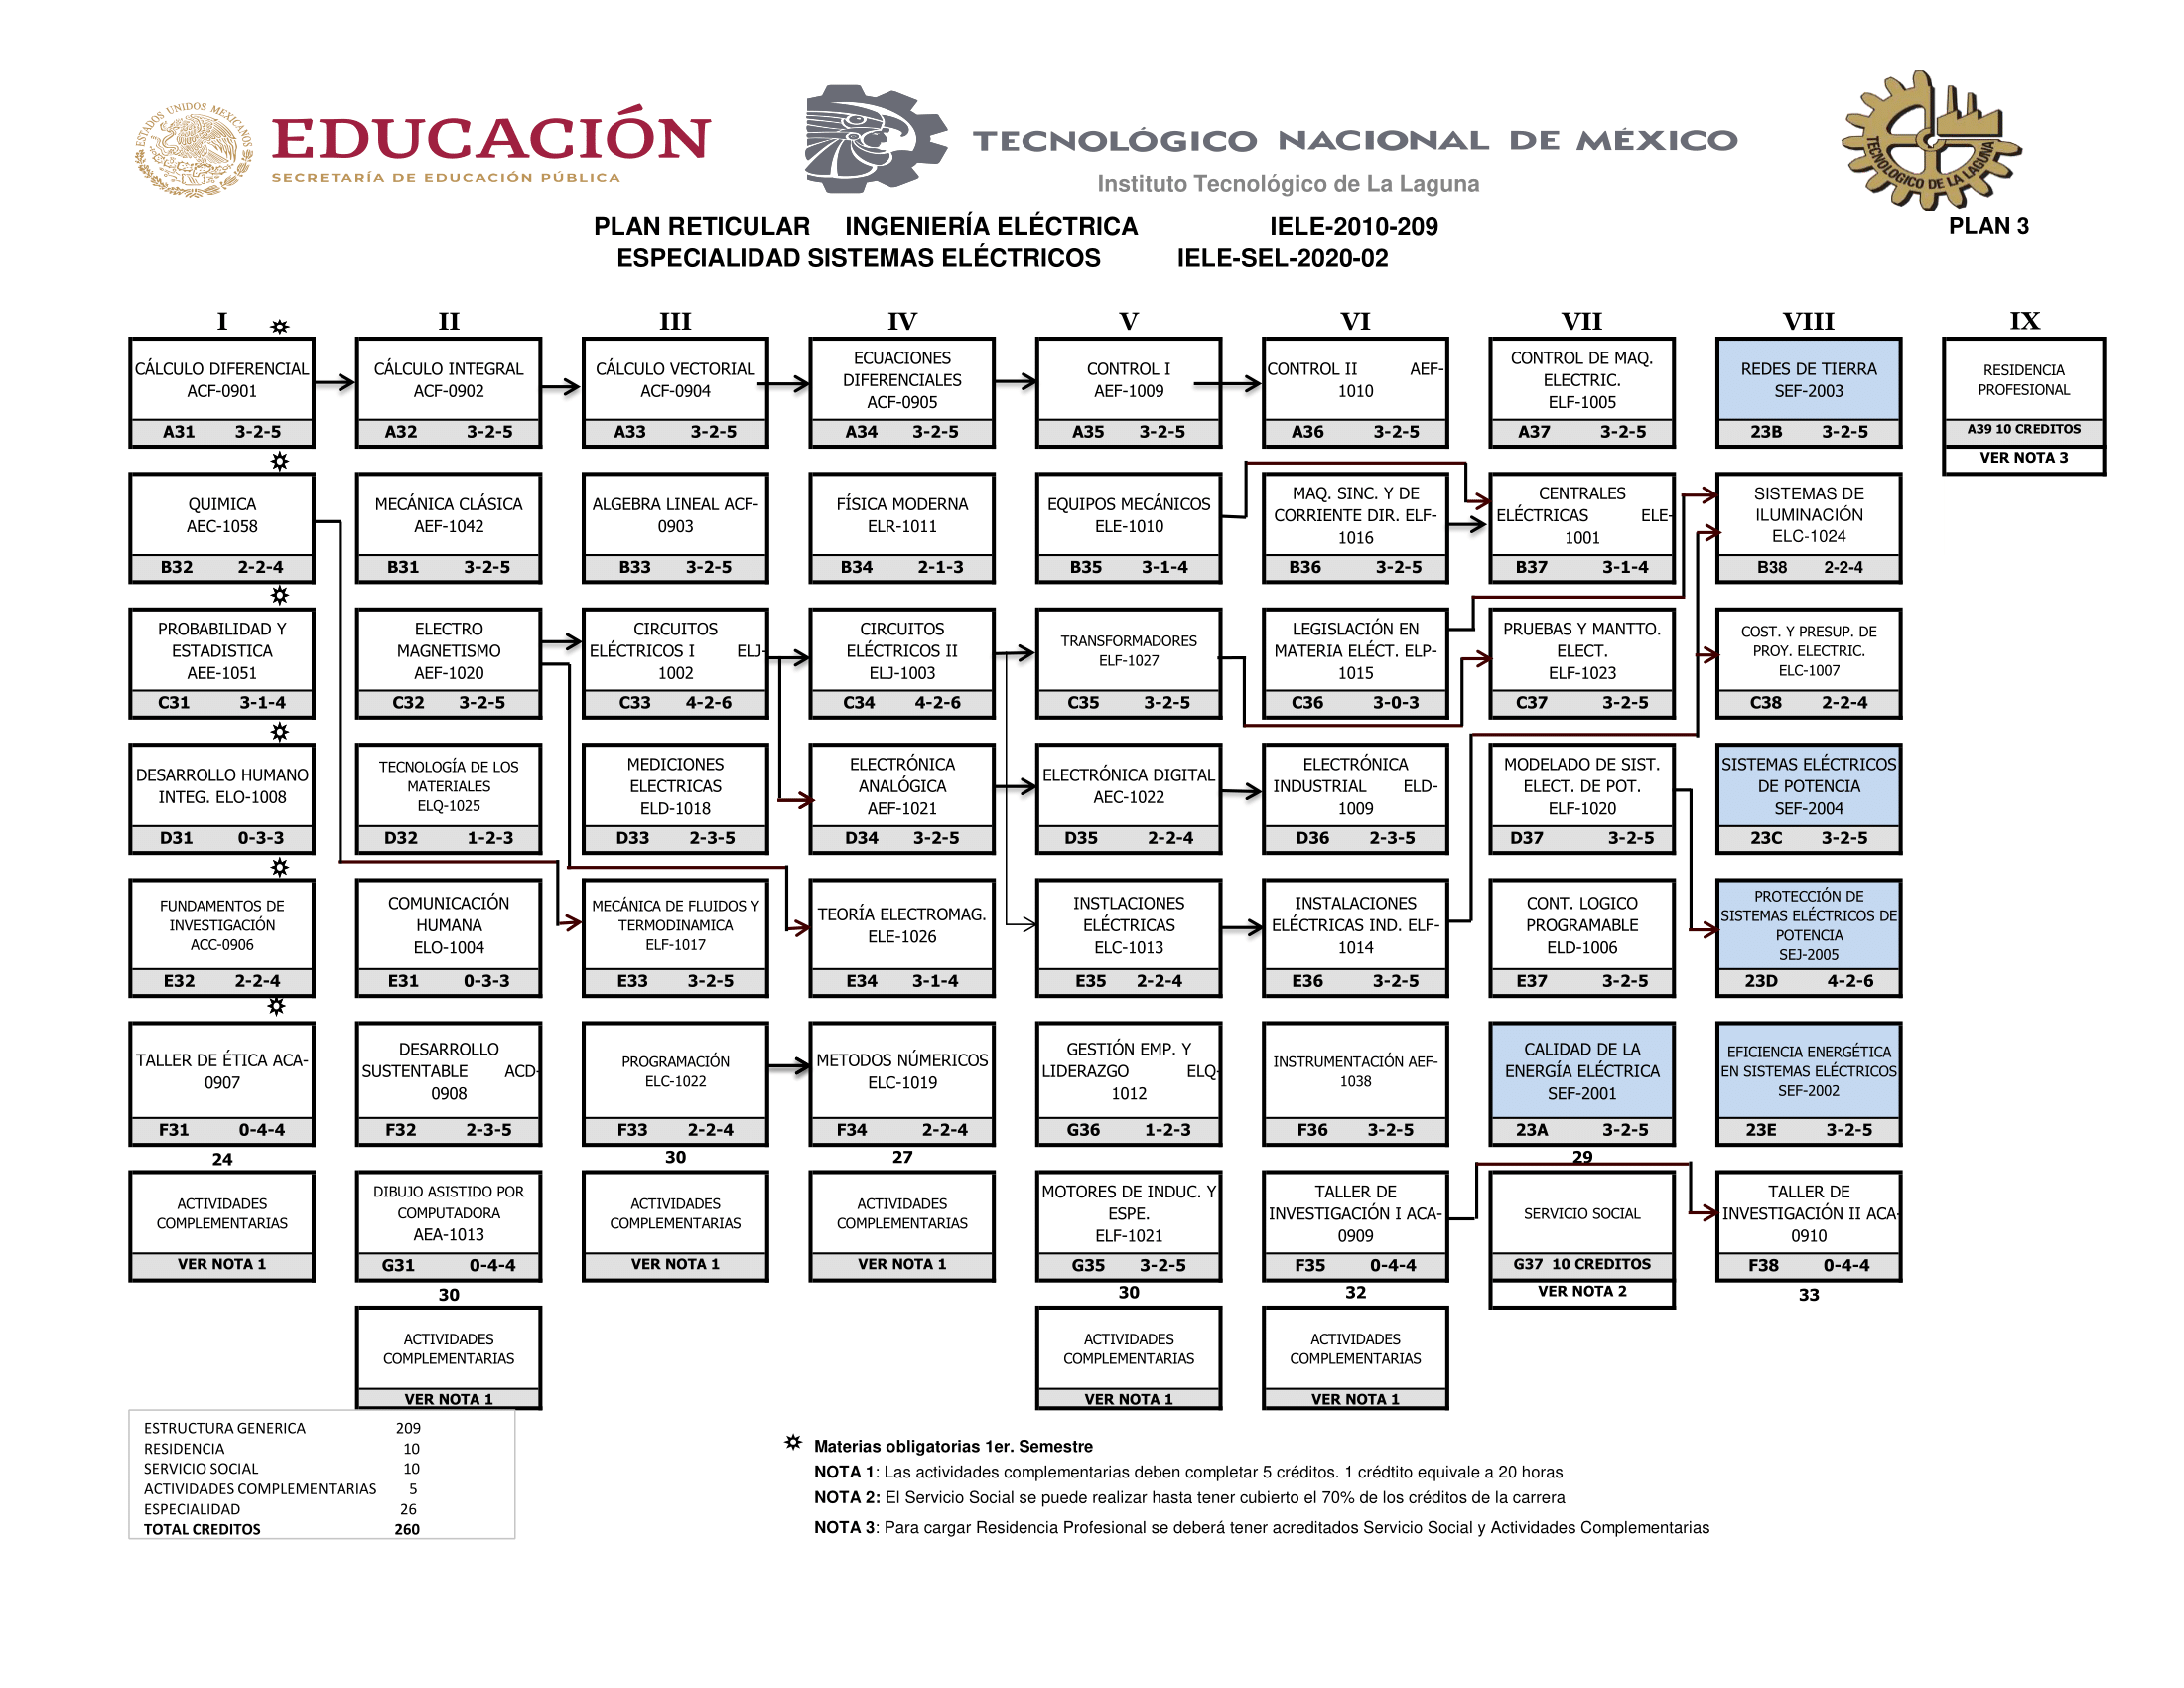 ESTADOS UNIDOS MEXICANOS
EDUCACIÓN
SECRETARÍA DE EDUCACIÓN PÚBLICA
TECNOLÓGICO NACIONAL DE MÉXICO
Instituto Tecnológico de La Laguna
TECNOLOGICO DE LA LAGUNA
PLAN RETICULAR INGENIERÍA ELÉCTRICA IELE-2010-209
PLAN 3
ESPECIALIDAD SISTEMAS ELÉCTRICOS IELE-SEL-2020-02
I
II
III
IV
V
VI
VII
VIII
IX
CÁLCULO DIFERENCIAL
ACF-0901
A31 3-2-5
CÁLCULO INTEGRAL
ACF-0902
A32 3-2-5
CÁLCULO VECTORIAL
ACF-0904
A33 3-2-5
ECUACIONES
DIFERENCIALES
ACF-0905
A34 3-2-5
CONTROL I
AEF-1009
A35 3-2-5
CONTROL II AEF-
1010
A36 3-2-5
CONTROL DE MAQ.
ELECTRIC.
ELF-1005
A37 3-2-5
REDES DE TIERRA
SEF-2003
23B 3-2-5
RESIDENCIA
PROFESIONAL
A39 10 CREDITOS
VER NOTA 3
QUIMICA
AEC-1058
B32 2-2-4
MECÁNICA CLÁSICA
AEF-1042
B31 3-2-5
ALGEBRA LINEAL ACF-
0903
B33 3-2-5
FÍSICA MODERNA
ELR-1011
B34 2-1-3
EQUIPOS MECÁNICOS
ELE-1010
B35 3-1-4
MAQ. SINC. Y DE
CORRIENTE DIR. ELF-
1016
B36 3-2-5
CENTRALES
ELÉCTRICAS ELE-
1001
B37 3-1-4
SISTEMAS DE
ILUMINACIÓN
ELC-1024
B38 2-2-4
PROBABILIDAD Y
ESTADISTICA
AEE-1051
C31 3-1-4
ELECTRO
MAGNETISMO
AEF-1020
C32 3-2-5
CIRCUITOS
ELÉCTRICOS I ELJ-
1002
C33 4-2-6
CIRCUITOS
ELÉCTRICOS II
ELJ-1003
C34 4-2-6
TRANSFORMADORES
ELF-1027
C35 3-2-5
LEGISLACIÓN EN
MATERIA ELÉCT. ELP-
1015
C36 3-0-3
PRUEBAS Y MANTTO.
ELECT.
ELF-1023
C37 3-2-5
COST. Y PRESUP. DE
PROY. ELECTRIC.
ELC-1007
C38 2-2-4
DESARROLLO HUMANO
INTEG. ELO-1008
D31 0-3-3
TECNOLOGÍA DE LOS
MATERIALES
ELQ-1025
D32 1-2-3
MEDICIONES
ELECTRICAS
ELD-1018
D33 2-3-5
ELECTRÓNICA
ANALÓGICA
AEF-1021
D34 3-2-5
ELECTRÓNICA DIGITAL
AEC-1022
D35 2-2-4
ELECTRÓNICA
INDUSTRIAL ELD-
1009
D36 2-3-5
MODELADO DE SIST.
ELECT. DE POT.
ELF-1020
D37 3-2-5
SISTEMAS ELÉCTRICOS
DE POTENCIA
SEF-2004
23C 3-2-5
FUNDAMENTOS DE
INVESTIGACIÓN
ACC-0906
E32 2-2-4
COMUNICACIÓN
HUMANA
ELO-1004
E31 0-3-3
MECÁNICA DE FLUIDOS Y
TERMODINAMICA
ELF-1017
E33 3-2-5
TEORÍA ELECTROMAG.
ELE-1026
E34 3-1-4
INSTLACIONES
ELÉCTRICAS
ELC-1013
E35 2-2-4
INSTALACIONES
ELÉCTRICAS IND. ELF-
1014
E36 3-2-5
CONT. LOGICO
PROGRAMABLE
ELD-1006
E37 3-2-5
PROTECCIÓN DE
SISTEMAS ELÉCTRICOS DE
POTENCIA
SEJ-2005
23D 4-2-6
TALLER DE ÉTICA ACA-
0907
F31 0-4-4
24
DESARROLLO
SUSTENTABLE ACD-
0908
F32 2-3-5
PROGRAMACIÓN
ELC-1022
F33 2-2-4
30
METODOS NÚMERICOS
ELC-1019
F34 2-2-4
27
GESTIÓN EMP. Y
LIDERAZGO ELQ-
1012
G36 1-2-3
INSTRUMENTACIÓN AEF-
1038
F36 3-2-5
CALIDAD DE LA
ENERGÍA ELÉCTRICA
SEF-2001
23A 3-2-5
29
EFICIENCIA ENERGÉTICA
EN SISTEMAS ELÉCTRICOS
SEF-2002
23E 3-2-5
ACTIVIDADES
COMPLEMENTARIAS
VER NOTA 1
DIBUJO ASISTIDO POR
COMPUTADORA
AEA-1013
G31 0-4-4
30
ACTIVIDADES
COMPLEMENTARIAS
VER NOTA 1
ACTIVIDADES
COMPLEMENTARIAS
VER NOTA 1
MOTORES DE INDUC. Y
ESPE.
ELF-1021
G35 3-2-5
30
TALLER DE
INVESTIGACIÓN I ACA-
0909
F35 0-4-4
32
SERVICIO SOCIAL
G37 10 CREDITOS
VER NOTA 2
TALLER DE
INVESTIGACIÓN II ACA-
0910
F38 0-4-4
33
ACTIVIDADES
COMPLEMENTARIAS
VER NOTA 1
ACTIVIDADES
COMPLEMENTARIAS
VER NOTA 1
ACTIVIDADES
COMPLEMENTARIAS
VER NOTA 1
ESTRUCTURA GENERICA 209
RESIDENCIA 10
SERVICIO SOCIAL 10
ACTIVIDADES COMPLEMENTARIAS 5
ESPECIALIDAD 26
TOTAL CREDITOS 260
Materias obligatorias 1er. Semestre
NOTA 1: Las actividades complementarias deben completar 5 créditos. 1 crédtito equivale a 20 horas
NOTA 2: El Servicio Social se puede realizar hasta tener cubierto el 70% de los créditos de la carrera
NOTA 3: Para cargar Residencia Profesional se deberá tener acreditados Servicio Social y Actividades Complementarias